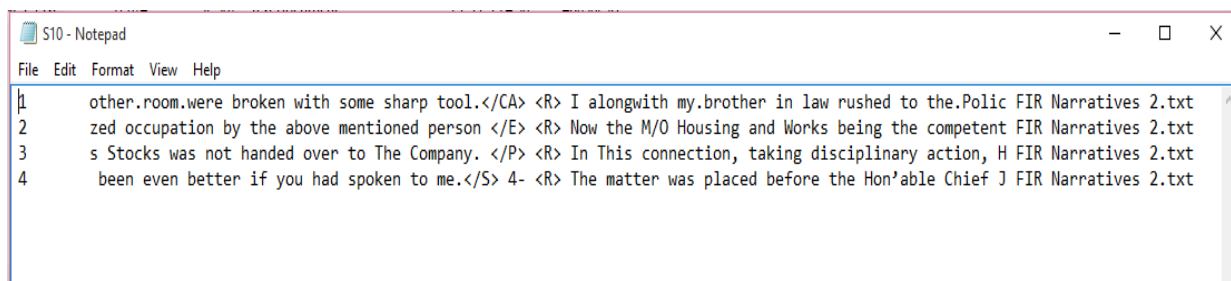 S10 - Notepad
File Edit Format View Help
1 other.room.were broken with some sharp tool.</CA> <R> I alongwith my.brother in law rushed to the.Polic FIR Narratives 2.txt
2 zed occupation by the above mentioned person </E> <R> Now the M/O Housing and Works being the competent FIR Narratives 2.txt
3 s Stocks was not handed over to The Company. </P> <R> In This connection, taking disciplinary action, H FIR Narratives 2.txt
4 been even better if you had spoken to me.</S> 4- <R> The matter was placed before the Hon’able Chief J FIR Narratives 2.txt